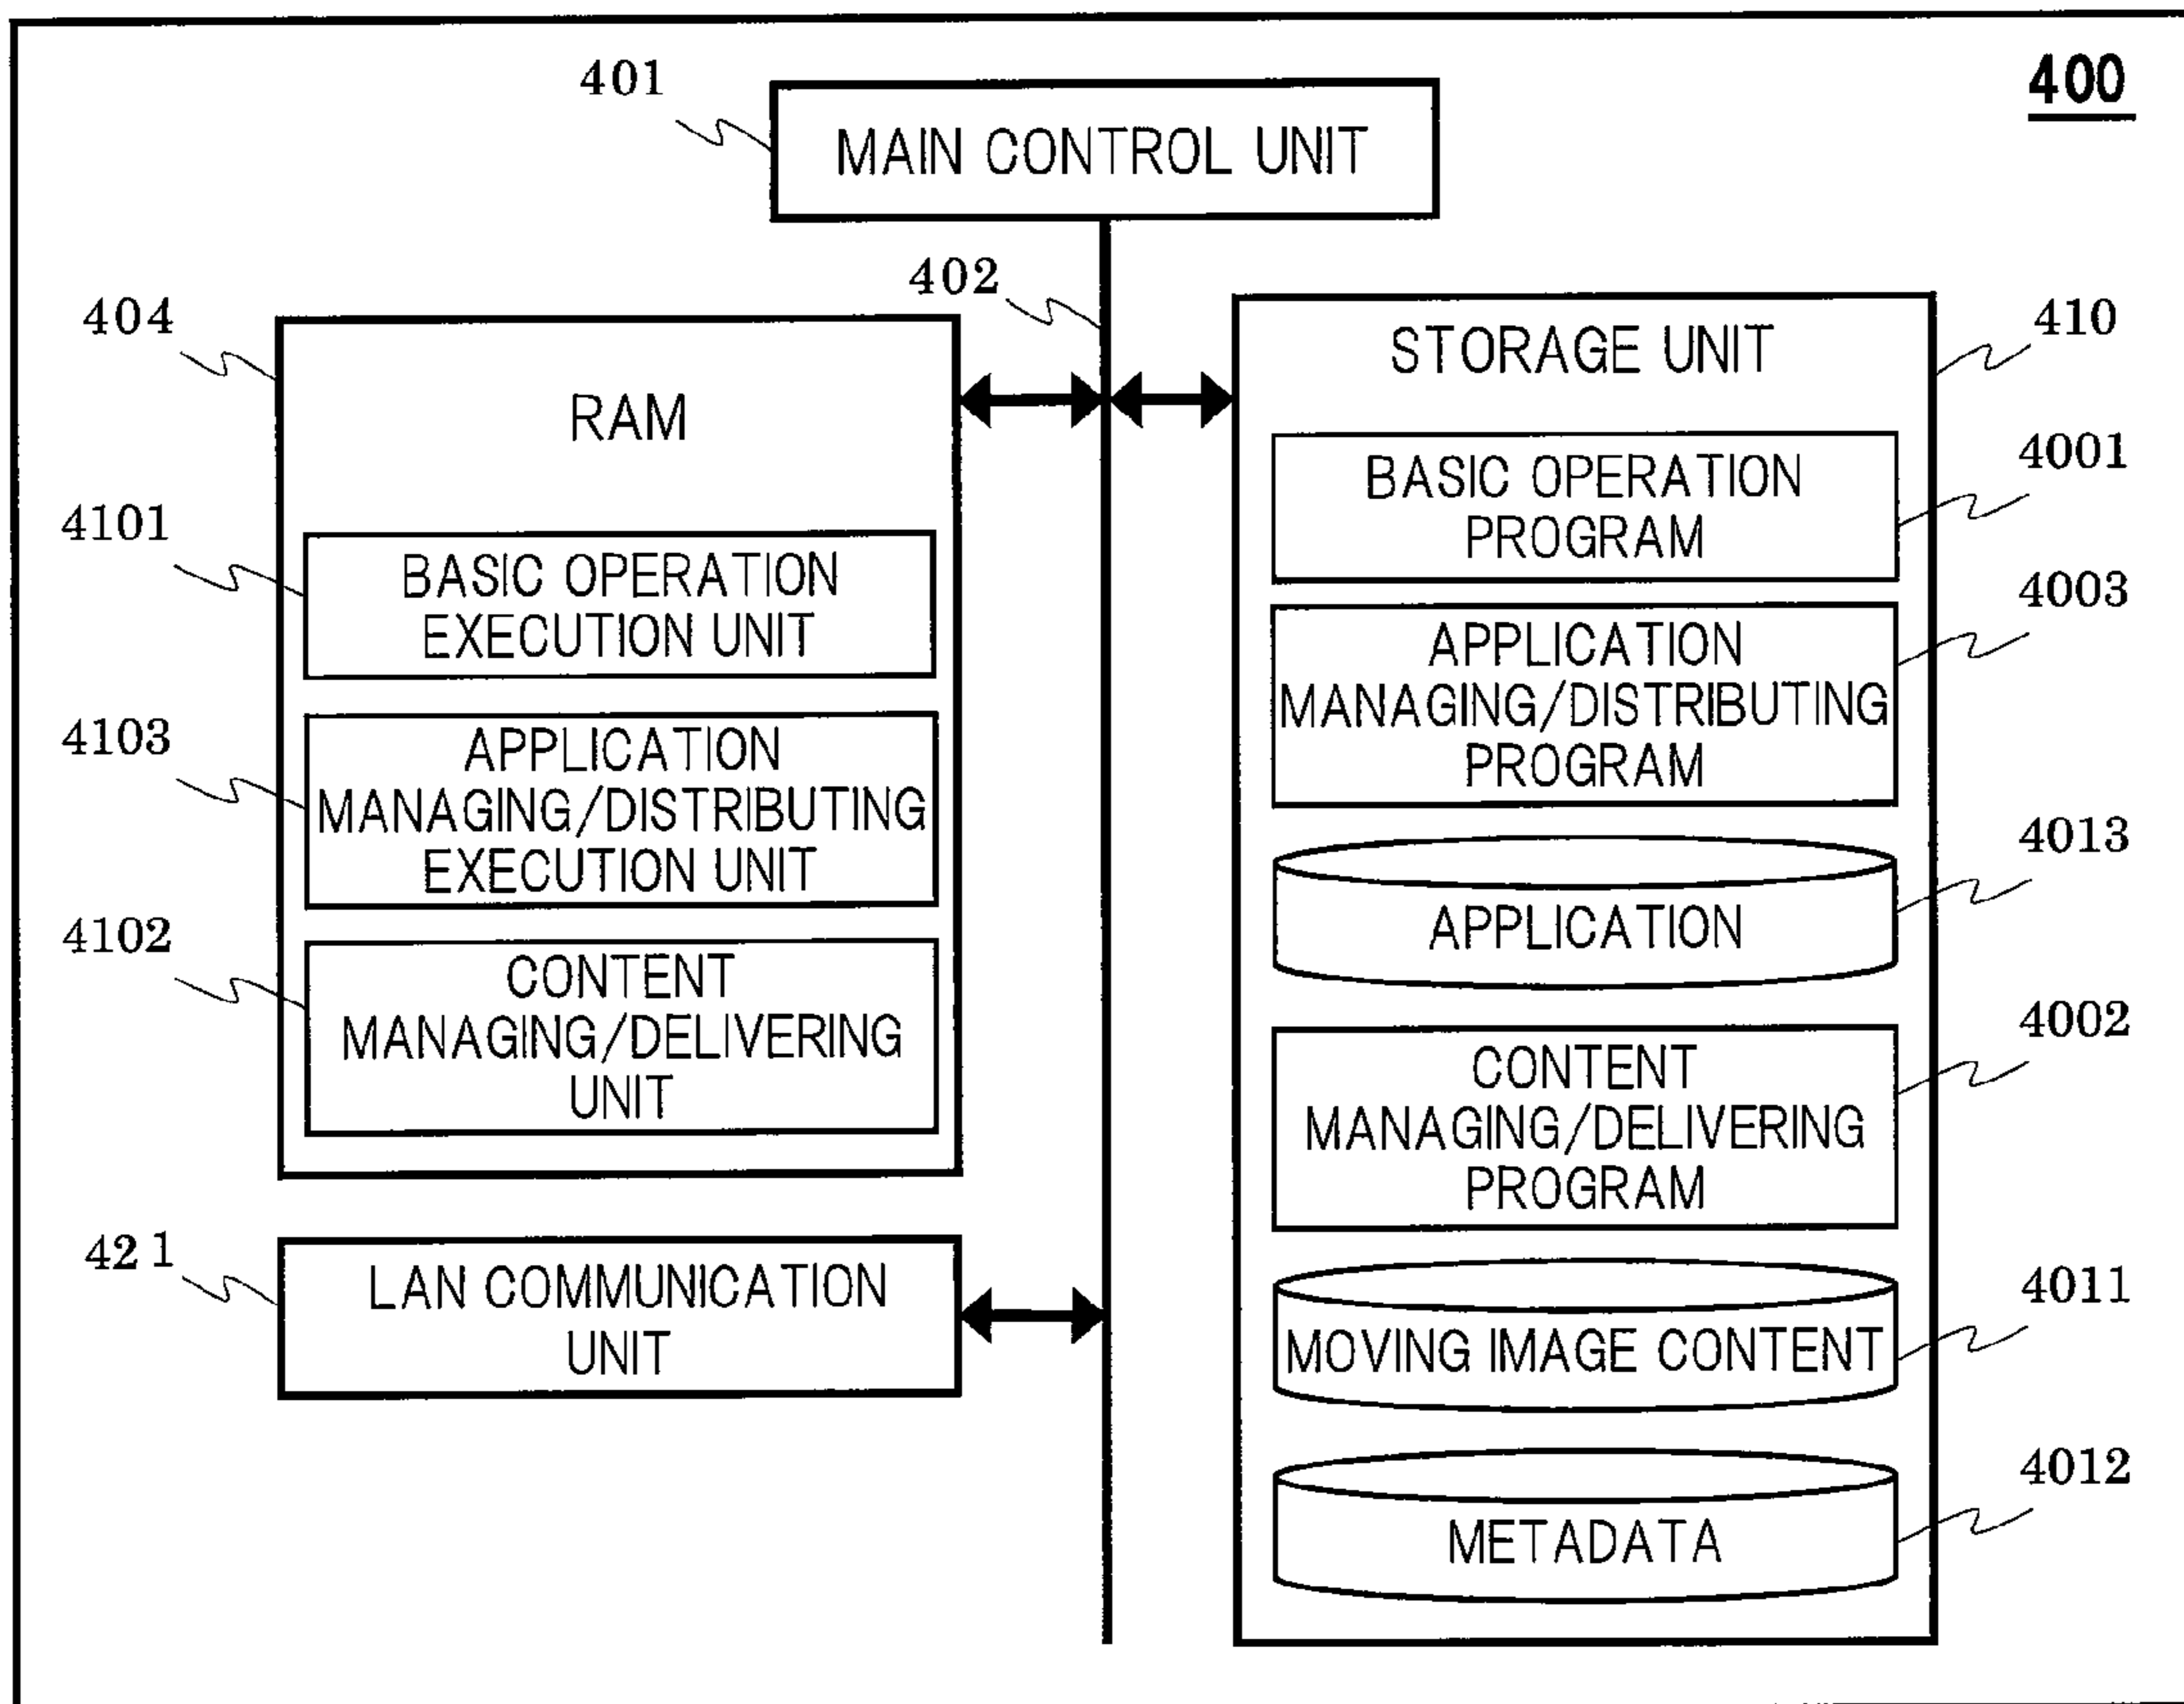 400
401
MAIN CONTROL UNIT
402
404
RAM
4101
BASIC OPERATION
EXECUTION UNIT
4103
APPLICATION
MANAGING/DISTRIBUTING
EXECUTION UNIT
4102
CONTENT
MANAGING/DELIVERING
UNIT
421
LAN COMMUNICATION
UNIT
STORAGE UNIT
410
BASIC OPERATION
PROGRAM
4001
APPLICATION
MANAGING/DISTRIBUTING
PROGRAM
4003
APPLICATION
4013
CONTENT
MANAGING/DELIVERING
PROGRAM
4002
MOVING IMAGE CONTENT
4011
METADATA
4012